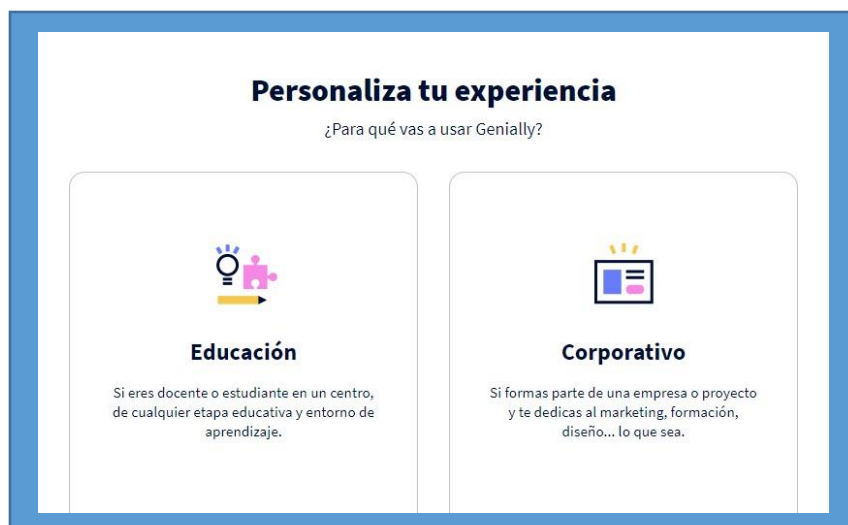 Personaliza tu experiencia
¿Para qué vas a usar Genially?
Educación
Si eres docente o estudiante en un centro,
de cualquier etapa educativa y entorno de
aprendizaje.
Corporativo
Si formas parte de una empresa o proyecto
y te dedicas al marketing, formación,
diseño... lo que sea.